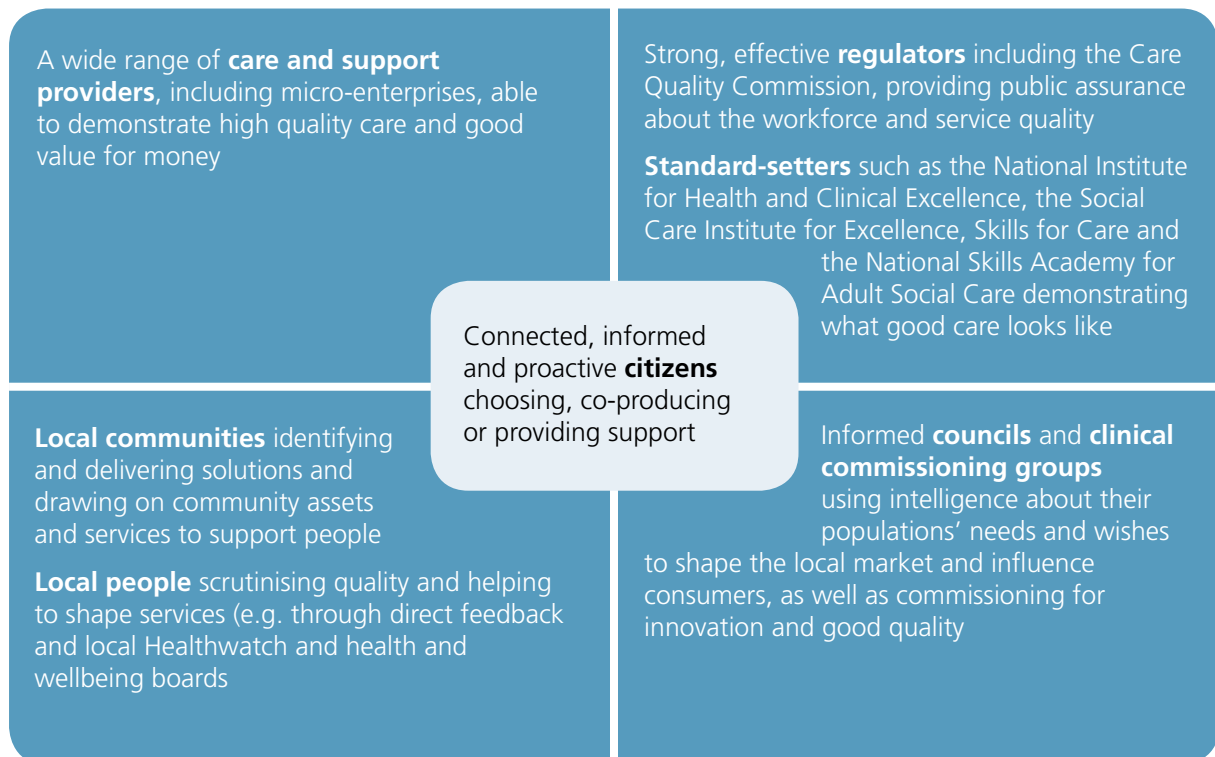 A wide range of care and support
providers, including micro-enterprises, able
to demonstrate high quality care and good
value for money
Strong, effective regulators including the Care
Quality Commission, providing public assurance
about the workforce and service quality
Standard-setters such as the National Institute
for Health and Clinical Excellence, the Social
Care Institute for Excellence, Skills for Care and
the National Skills Academy for
Adult Social Care demonstrating
what good care looks like
Connected, informed
and proactive citizens
choosing, co-producing
or providing support
Local communities identifying
and delivering solutions and
drawing on community assets
and services to support people
Local people scrutinising quality and helping
to shape services (e.g. through direct feedback
and local Healthwatch and health and
wellbeing boards
Informed councils and clinical
commissioning groups
using intelligence about their
populations’ needs and wishes
to shape the local market and influence
consumers, as well as commissioning for
innovation and good quality